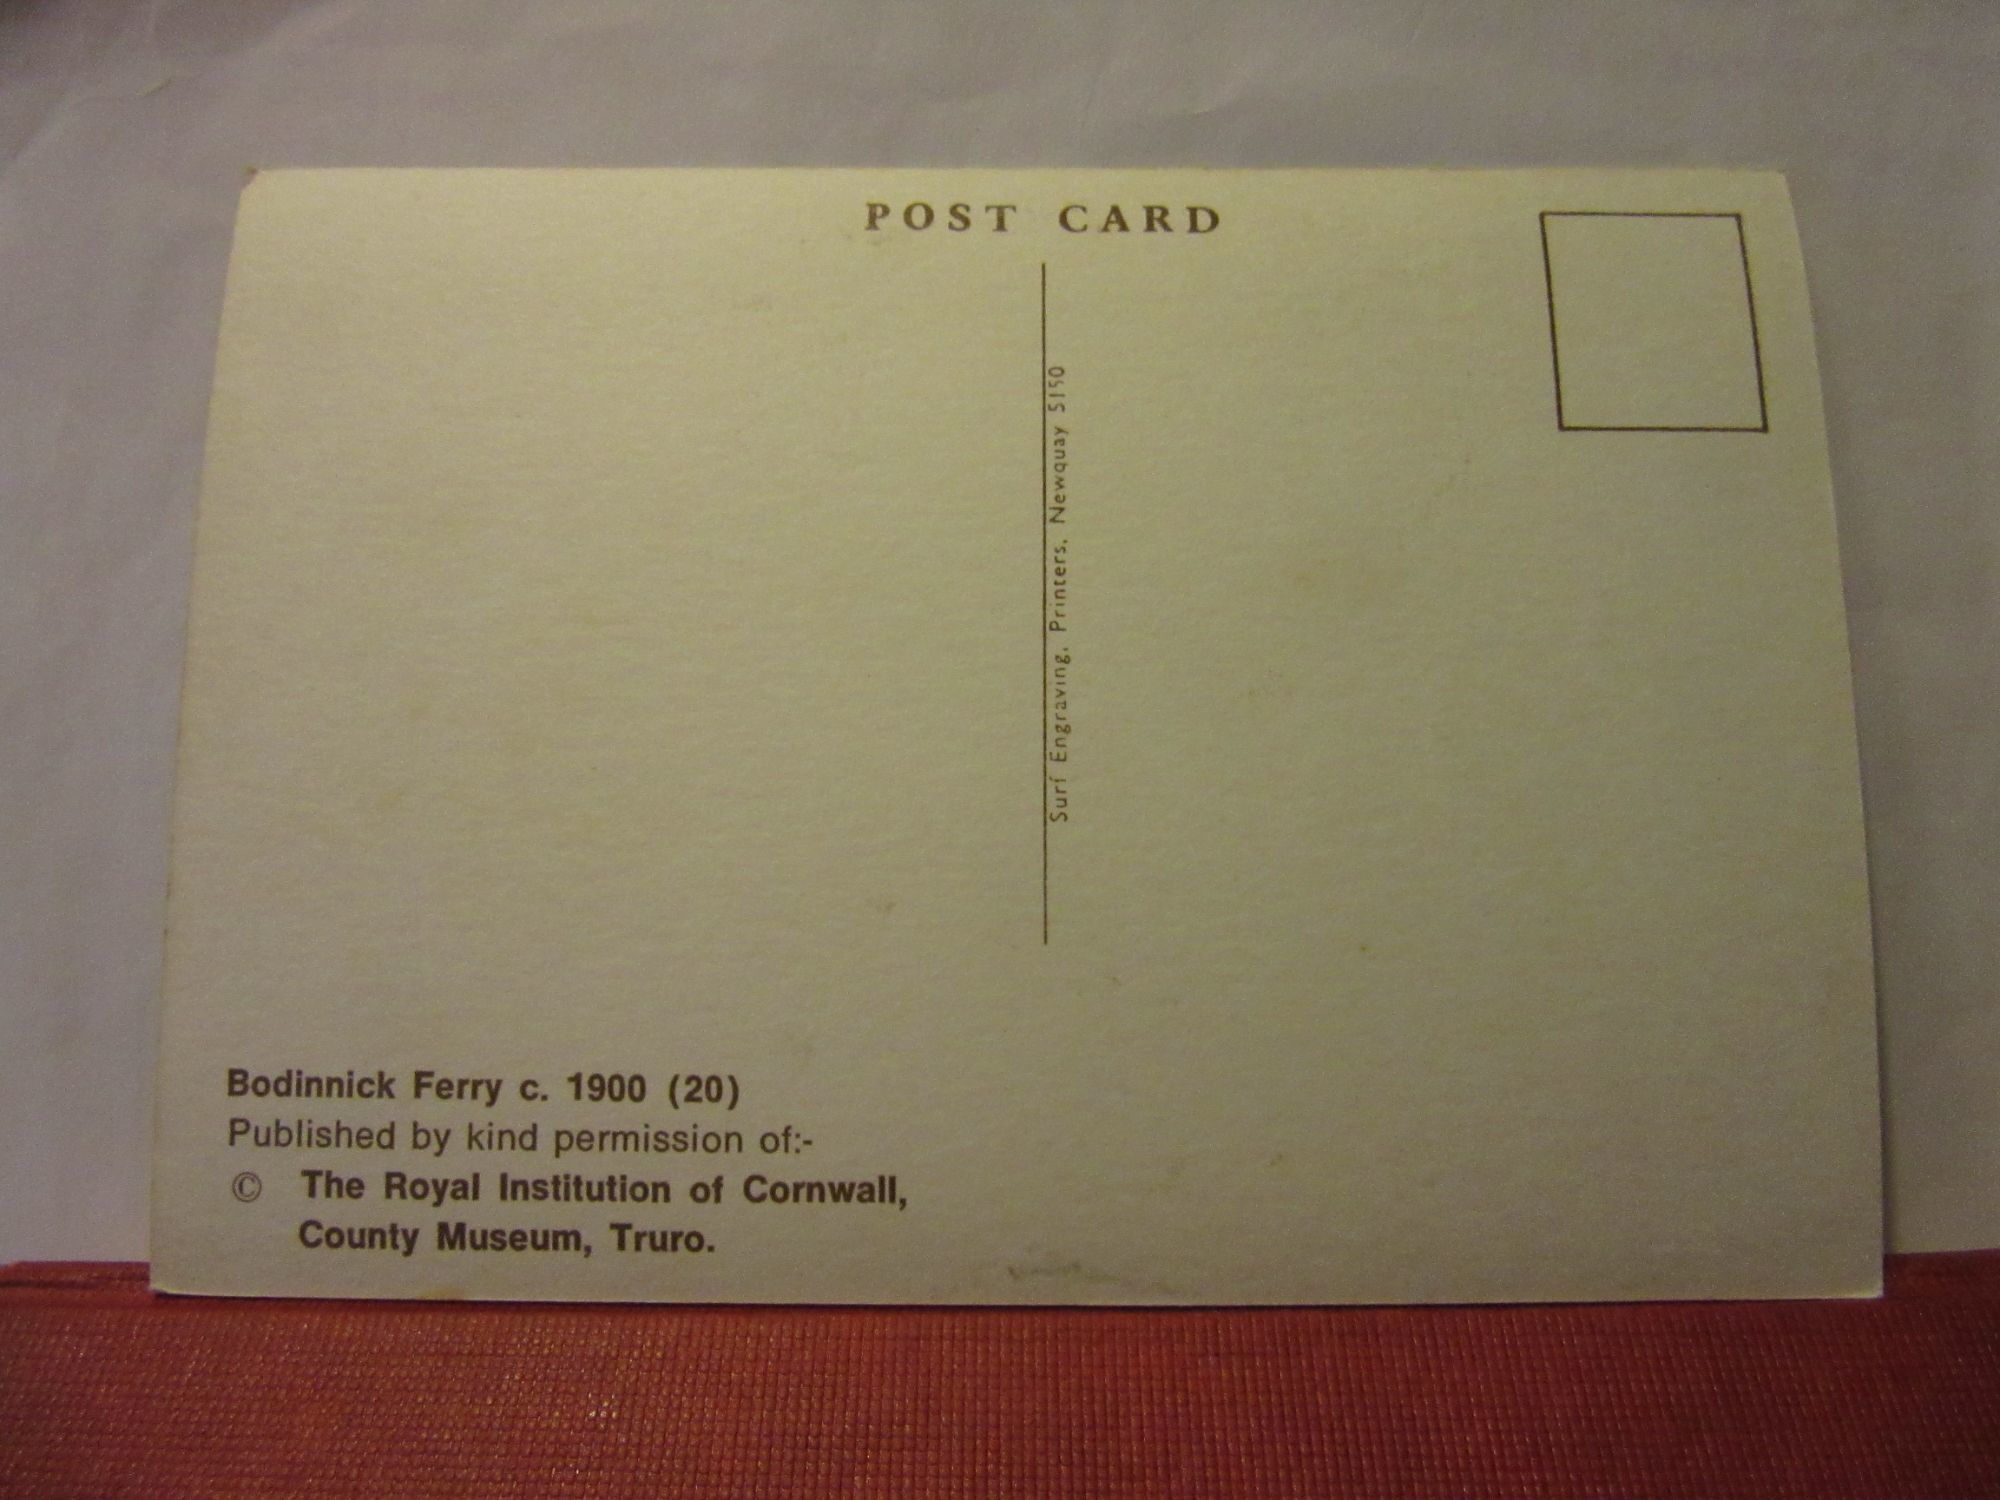 POST CARD
Surf Engraving, Printers, Newquay 5150
Bodinnick Ferry c. 1900 (20)
Published by kind permission of:-
© The Royal Institution of Cornwall,
County Museum, Truro.